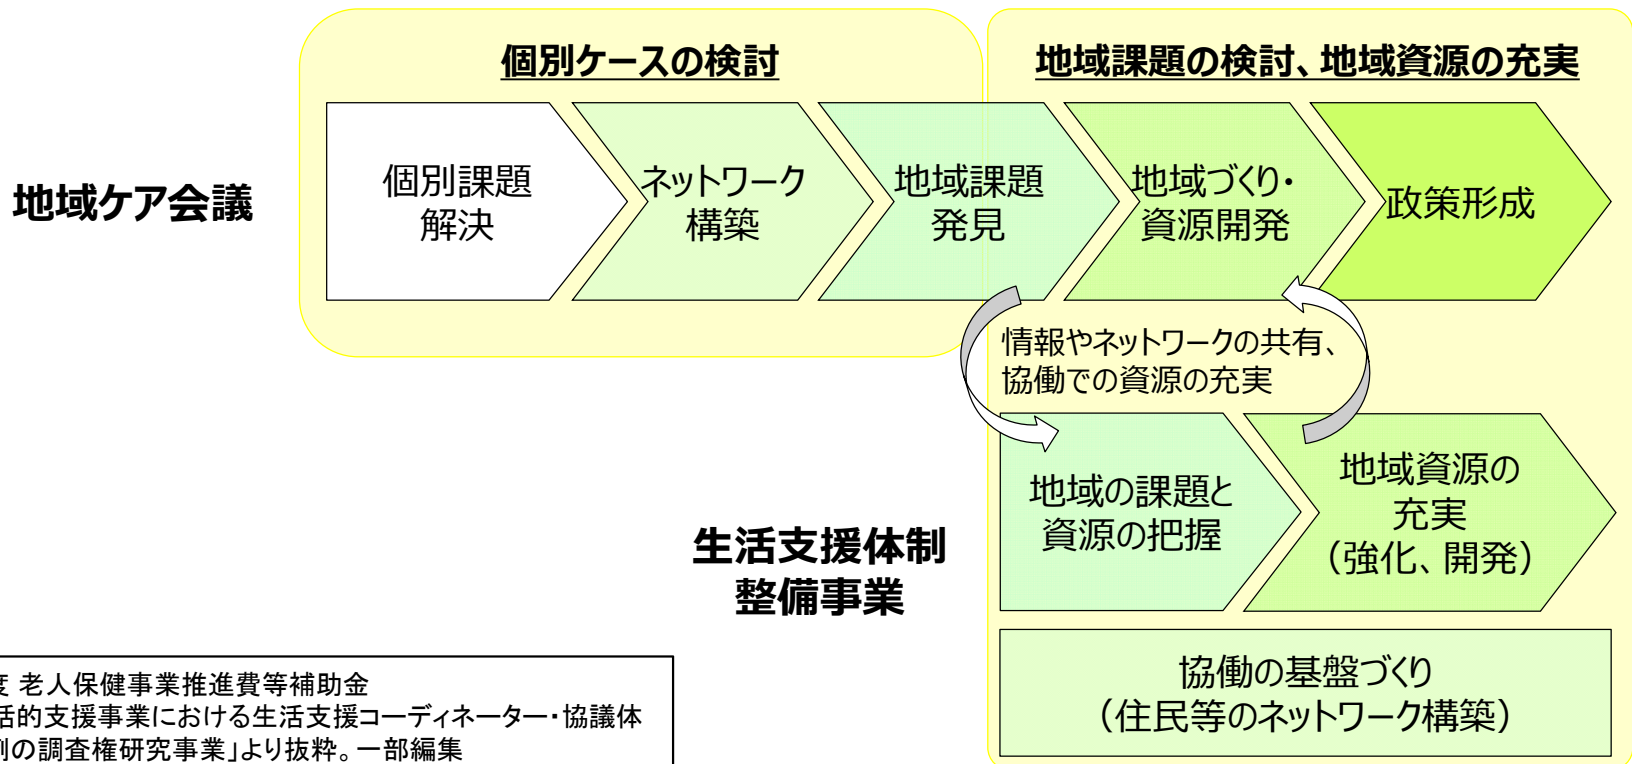 個別ケースの検討
地域課題の検討、地域資源の充実
地域ケア会議
個別課題
解決
ネットワーク
構築
地域課題
発見
地域づくり・
資源開発
政策形成
情報やネットワークの共有、
協働での資源の充実
生活支援体制
整備事業
地域の課題と
資源の把握
地域資源の
充実
（強化、開発）
協働の基盤づくり
（住民等のネットワーク構築）
度 老人保健事業推進費等補助金
括的支援事業における生活支援コーディネーター・協議体
例の調査権研究事業」より抜粋。一部編集